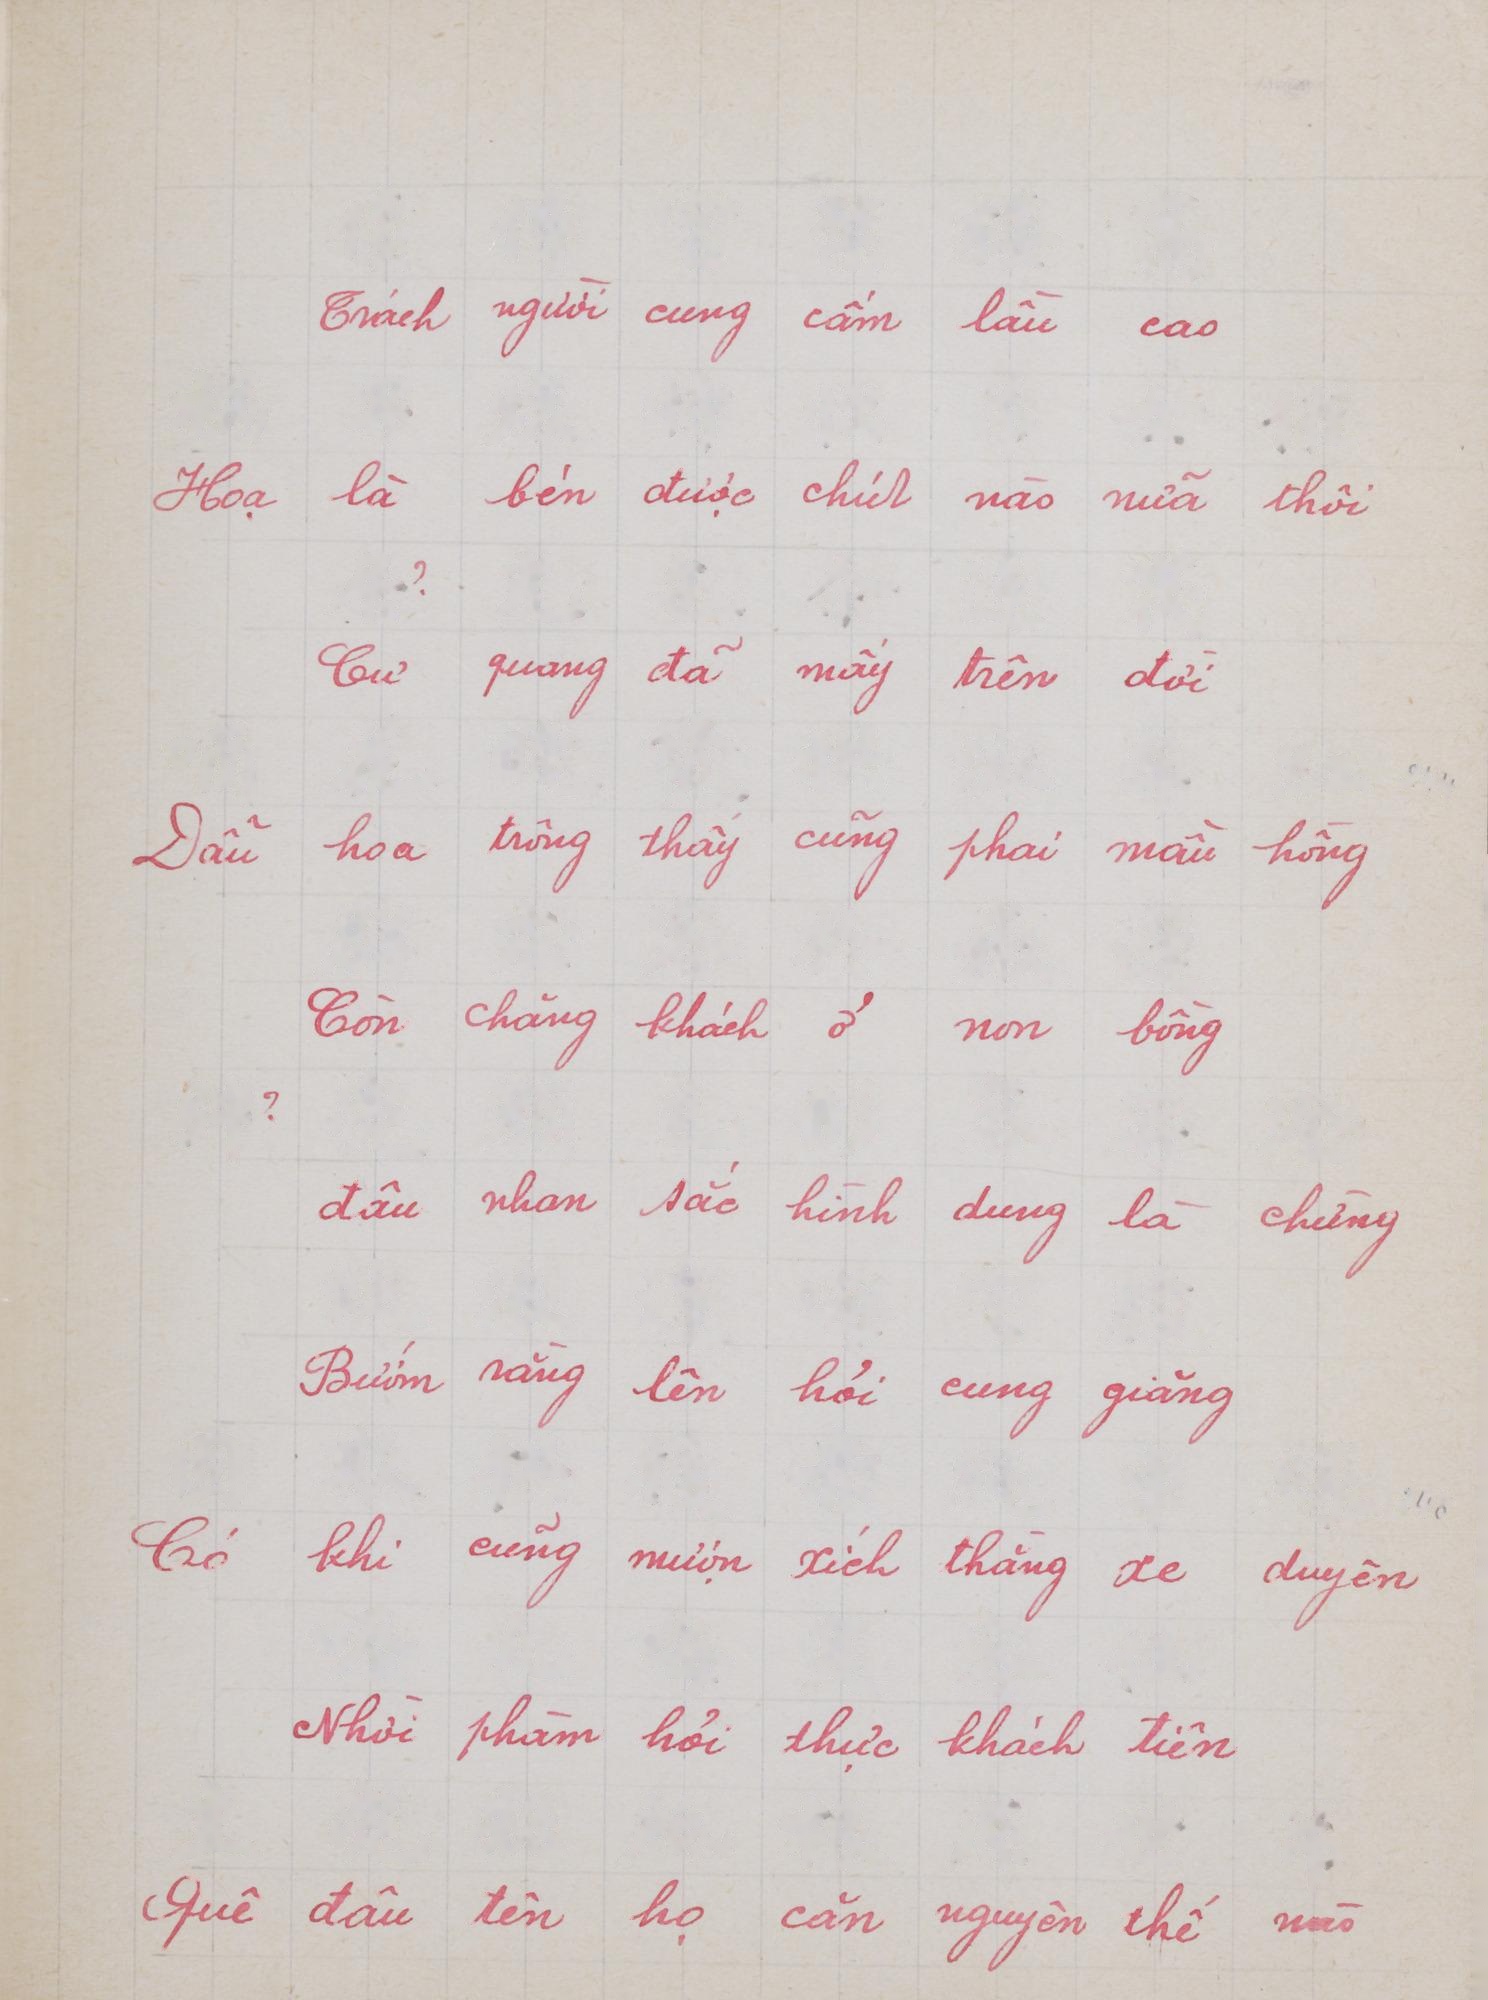 Trách người cung cấm lầu cao
Hoạ là bén được chút nào nữa thôi
?
Cư quang đã mấy trên đời
Dẫu hoa trông thấy cũng phai mầu hồng
Còn chăng khách ở non bồng
?
đâu nhan sắc hình dung là chừng
Bướm rằng lên hỏi cung giăng
Có khi cũng mượn xích thằng xe duyên
Nhời phàm hỏi thực khách tiên
Quê đâu tên họ căn nguyên thế nào